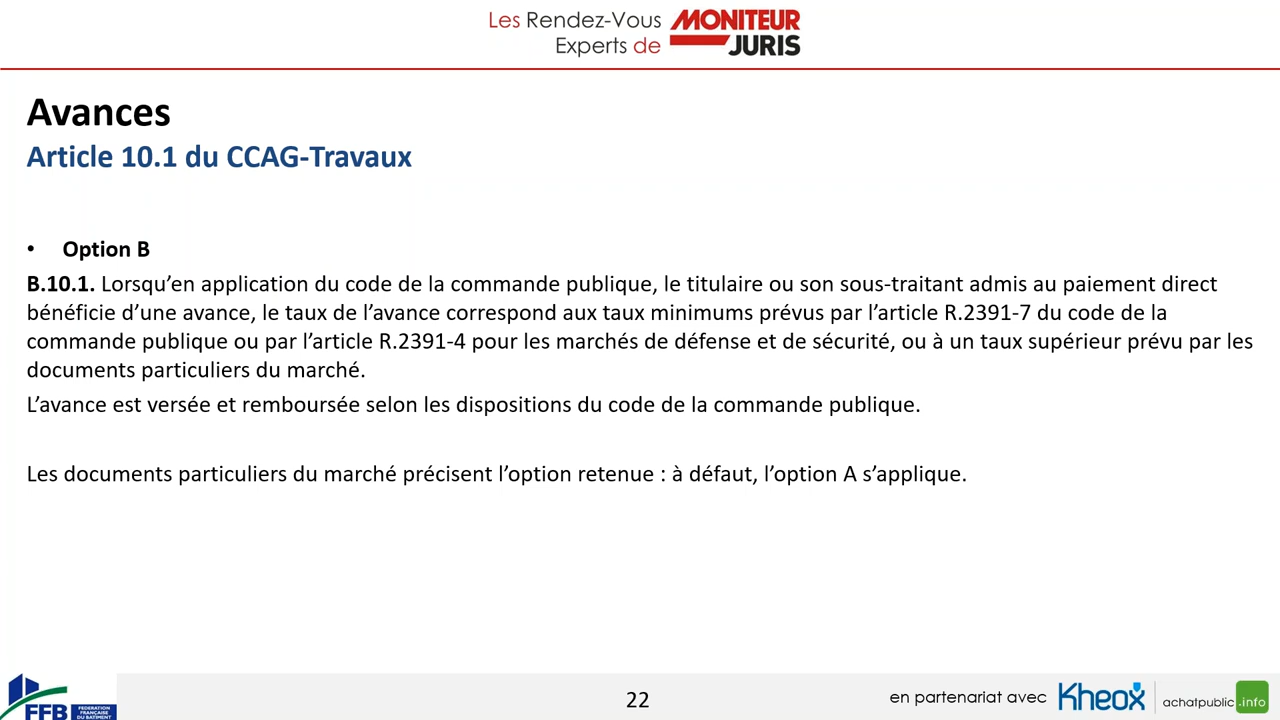 Les Rendez-Vous
Experts de
MONITEUR
JURIS
Avances
Article 10.1 du CCAG-Travaux
• Option B
B.10.1. Lorsqu’en application du code de la commande publique, le titulaire ou son sous-traitant admis au paiement direct
bénéficie d’une avance, le taux de l’avance correspond aux taux minimums prévus par l’article R.2391-7 du code de la
commande publique ou par l’article R.2391-4 pour les marchés de défense et de sécurité, ou à un taux supérieur prévu par les
documents particuliers du marché.
L’avance est versée et remboursée selon les dispositions du code de la commande publique.
Les documents particuliers du marché précisent l’option retenue : à défaut, l’option A s’applique.
FFB
FEDERATION
FRANÇAISE
DU BATIMENT
22
en partenariat avec
Kheox
achatpublic.info